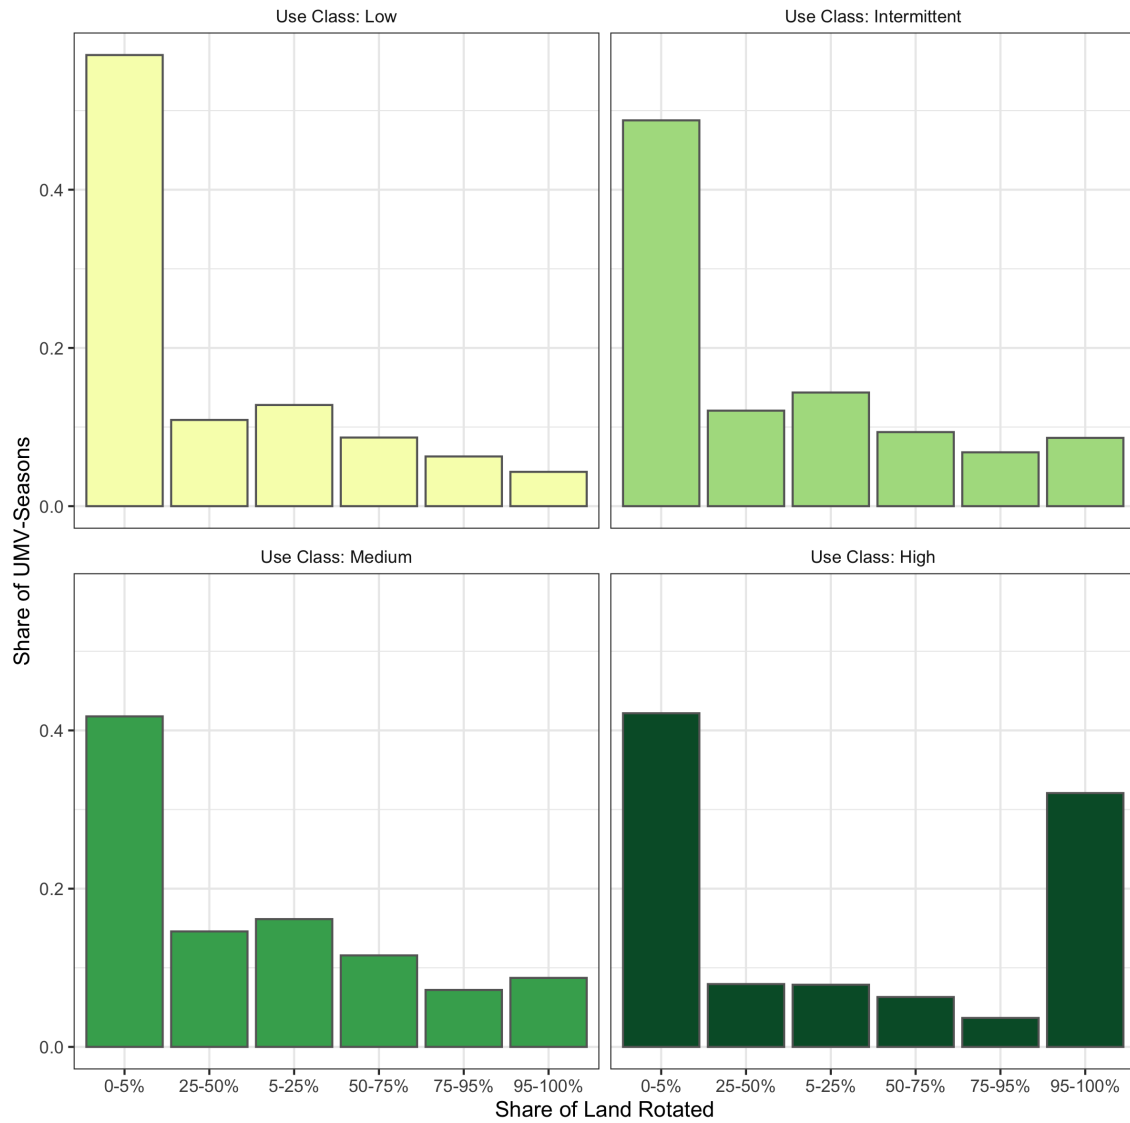 Use Class: Low
Use Class: Intermittent
0.4
0.2
0.0
Use Class: Medium
Use Class: High
0.4
0.2
0.0
Share of UMV-Seasons
0-5% 25-50% 5-25% 50-75% 75-95% 95-100%
0-5% 25-50% 5-25% 50-75% 75-95% 95-100%
Share of Land Rotated